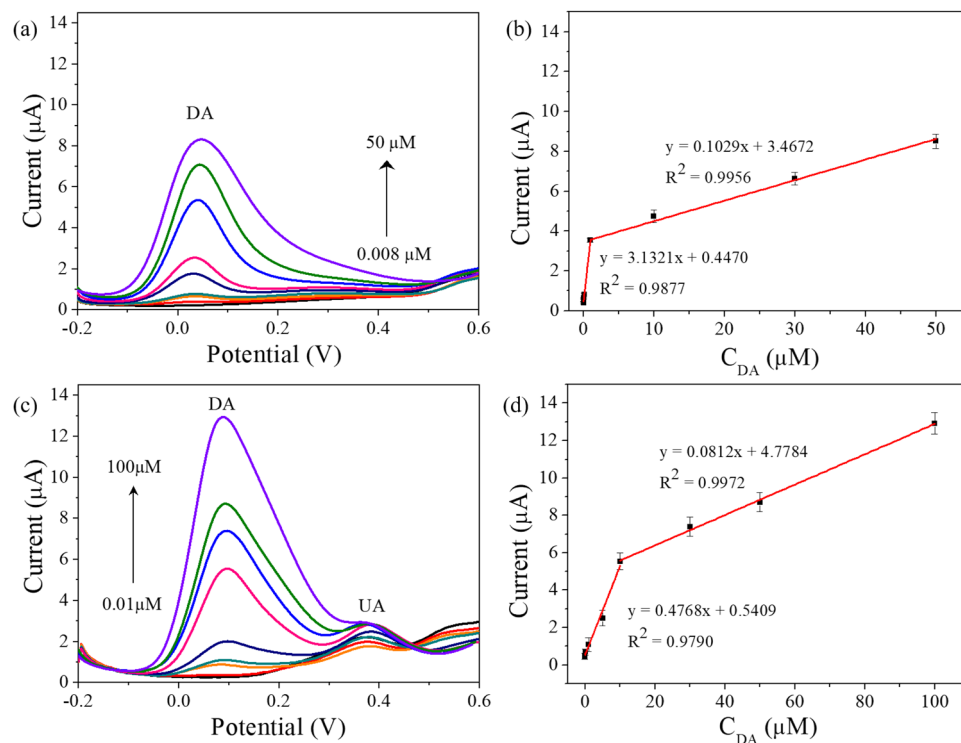 (a)
14
12
10
8
6
4
2
0
Current (μA)
DA
50 μM
0.008 μM
-0.2
0.0
0.2
0.4
0.6
Potential (V)
(b)
14
12
10
8
6
4
2
0
Current (μA)
y = 0.1029x + 3.4672
R² = 0.9956
y = 3.1321x + 0.4470
R² = 0.9877
0
10
20
30
40
50
C_DA (μM)
(c)
14
12
10
8
6
4
2
0
Current (μA)
DA
100μM
0.01μM
UA
-0.2
0.0
0.2
0.4
0.6
Potential (V)
(d)
14
12
10
8
6
4
2
0
Current (μA)
y = 0.0812x + 4.7784
R² = 0.9972
y = 0.4768x + 0.5409
R² = 0.9790
0
20
40
60
80
100
C_DA (μM)